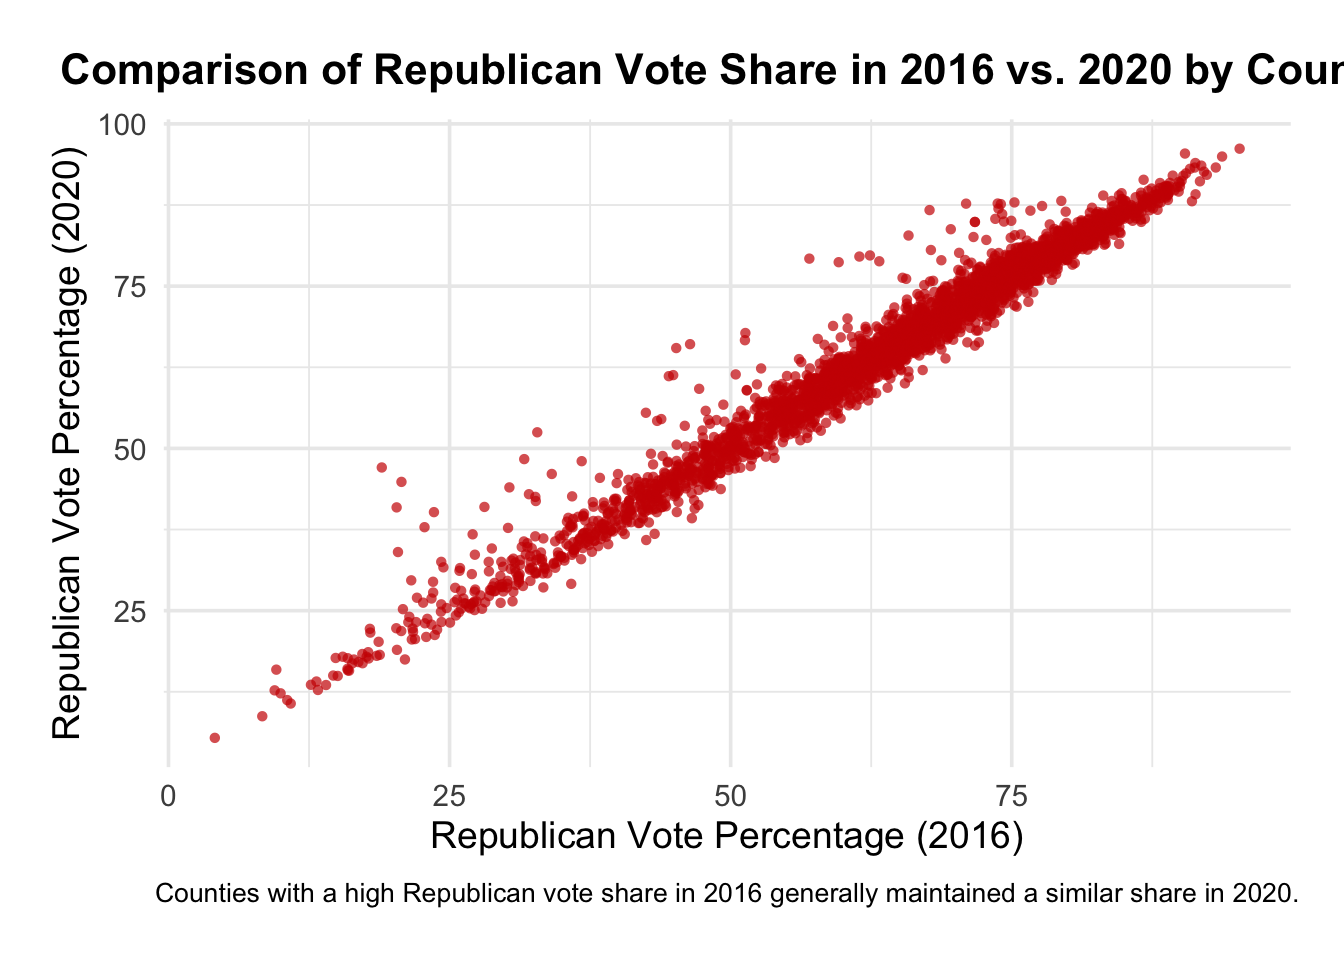 Comparison of Republican Vote Share in 2016 vs. 2020 by Coun
100
75
50
25
Republican Vote Percentage (2020)
0
25
50
75
Republican Vote Percentage (2016)
Counties with a high Republican vote share in 2016 generally maintained a similar share in 2020.